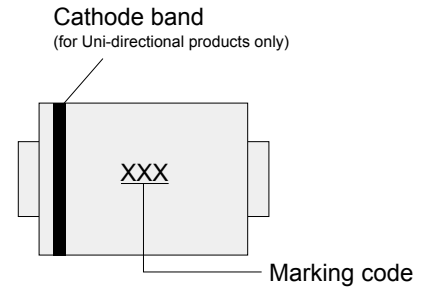 Cathode band
(for Uni-directional products only)
XXX
Marking code